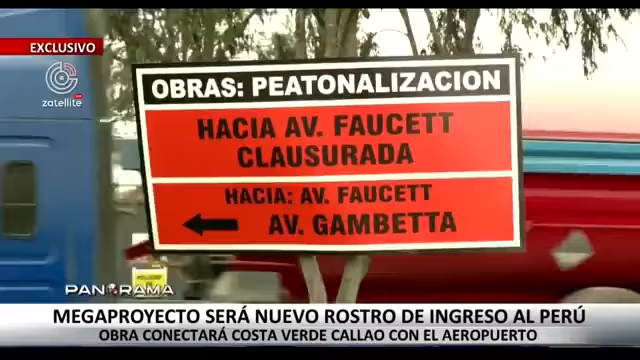 EXCLUSIVO
zatellite
OBRAS: PEATONALIZACION
HACIA AV. FAUCETT
CLAUSURADA
HACIA: AV. FAUCETT
AV. GAMBETTA
PELIGRO
PANORAMA
MEGAPROYECTO SERÁ NUEVO ROSTRO DE INGRESO AL PERÚ
OBRA CONECTARÁ COSTA VERDE CALLAO CON EL AEROPUERTO